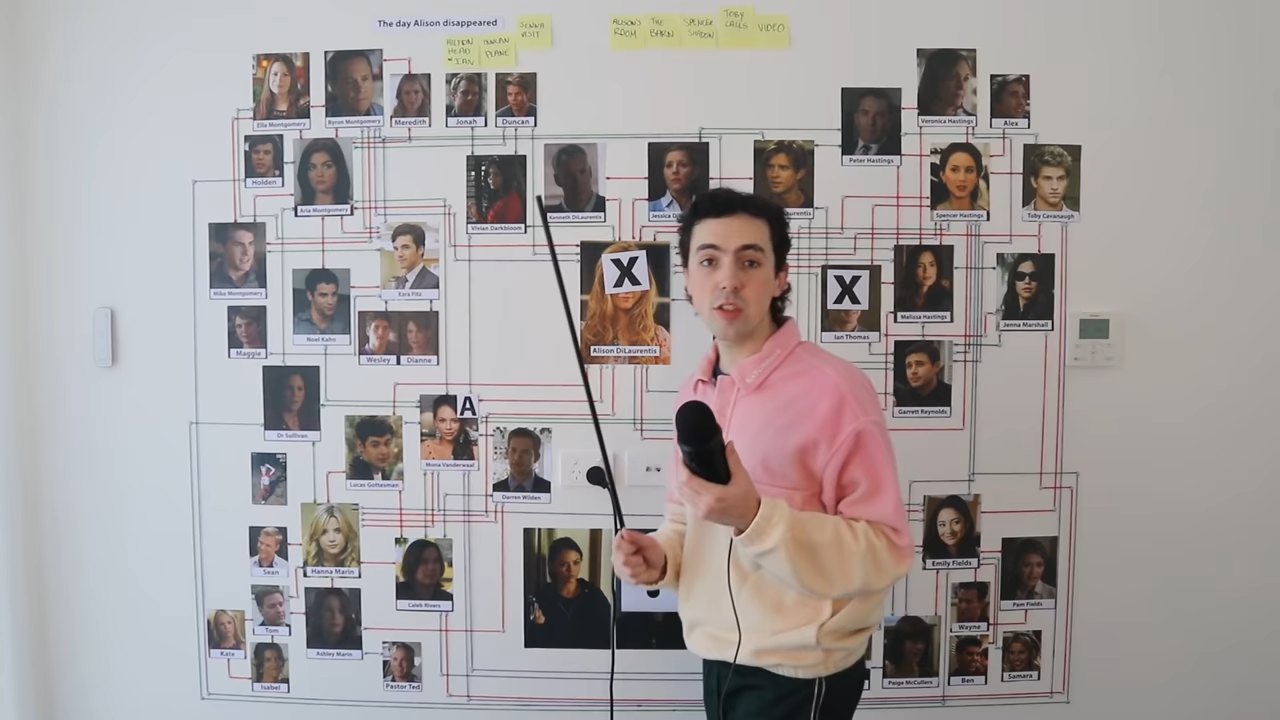 The day Alison disappeared
JENNA
VISIT
HILTON
HEAD
IAN
DUNCAN
PLANE
ALISON'S
ROOM
THE
BARN
SPENCER
TOBY
CALLS
VIDEO
Ella Montgomery
Byron Montgomery
Meredith
Jonah
Duncan
Veronica Hastings
Alex
Peter Hastings
Holden
Aria Montgomery
Vivian Darkbloom
Kenneth DiLaurentis
Jessica D
Laurentis
Spencer Hastings
Toby Cavanaugh
Mike Montgomery
Ezra Fitz
X
Alison DiLaurentis
X
Ian Thomas
Melissa Hastings
Jenna Marshall
Noel Kahn
Maggie
Wesley
Dianne
Garrett Reynolds
Dr Sullivan
A
Mona Vanderwaal
Lucas Gottesman
Darren Wilden
Sean
Hanna Marin
Caleb Rivers
Emily Fields
Pam Fields
Tom
Kate
Ashley Marin
Isabel
Pastor Ted
Wayne
Paige McCullers
Ben
Samara